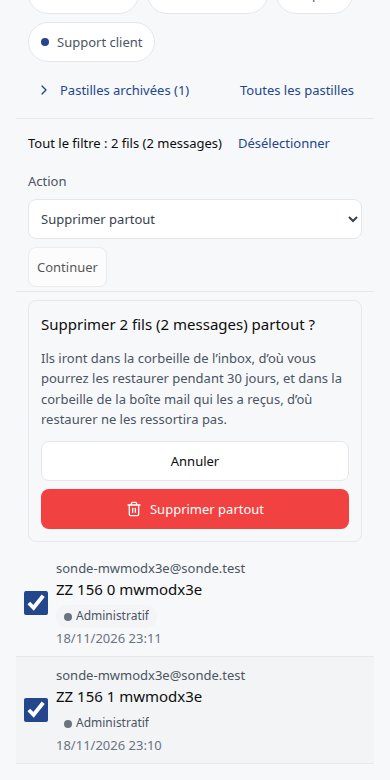 Support client
Pastilles archivées (1)
Toutes les pastilles
Tout le filtre : 2 fils (2 messages)
Désélectionner
Action
Supprimer partout
Continuer
Supprimer 2 fils (2 messages) partout ?
Ils iront dans la corbeille de l’inbox, d’où vous
pourrez les restaurer pendant 30 jours, et dans la
corbeille de la boîte mail qui les a reçus, d’où
restaurer ne les ressortira pas.
Annuler
Supprimer partout
sonde-mwmodx3e@sonde.test
ZZ 156 0 mwmodx3e
Administratif
18/11/2026 23:11
sonde-mwmodx3e@sonde.test
ZZ 156 1 mwmodx3e
Administratif
18/11/2026 23:10